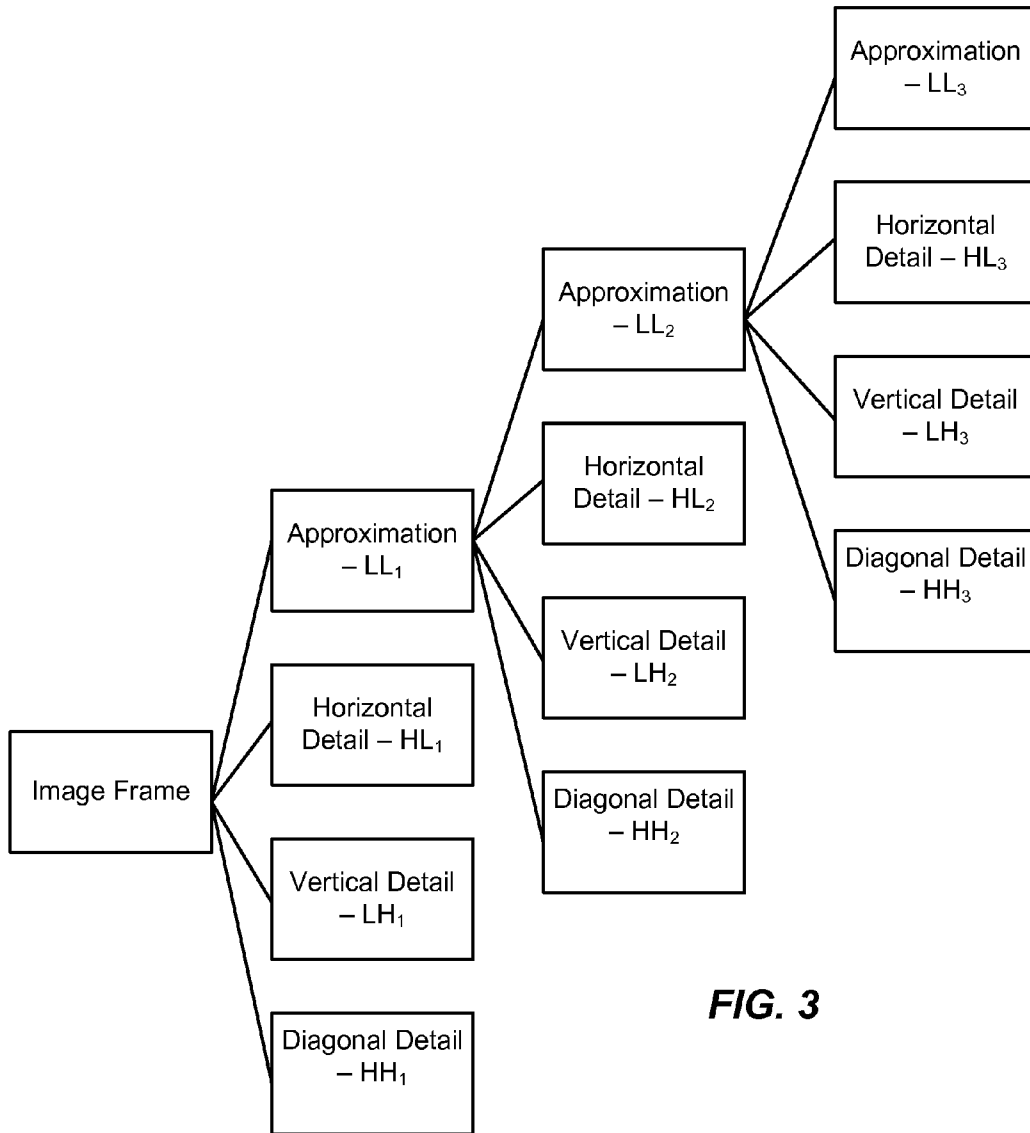 Approximation
– LL₃
Horizontal
Detail – HL₃
Approximation
– LL₂
Vertical Detail
– LH₃
Horizontal
Detail – HL₂
Approximation
– LL₁
Diagonal Detail
– HH₃
Vertical Detail
– LH₂
Horizontal
Detail – HL₁
Image Frame
Diagonal Detail
– HH₂
Vertical Detail
– LH₁
FIG. 3
Diagonal Detail
– HH₁